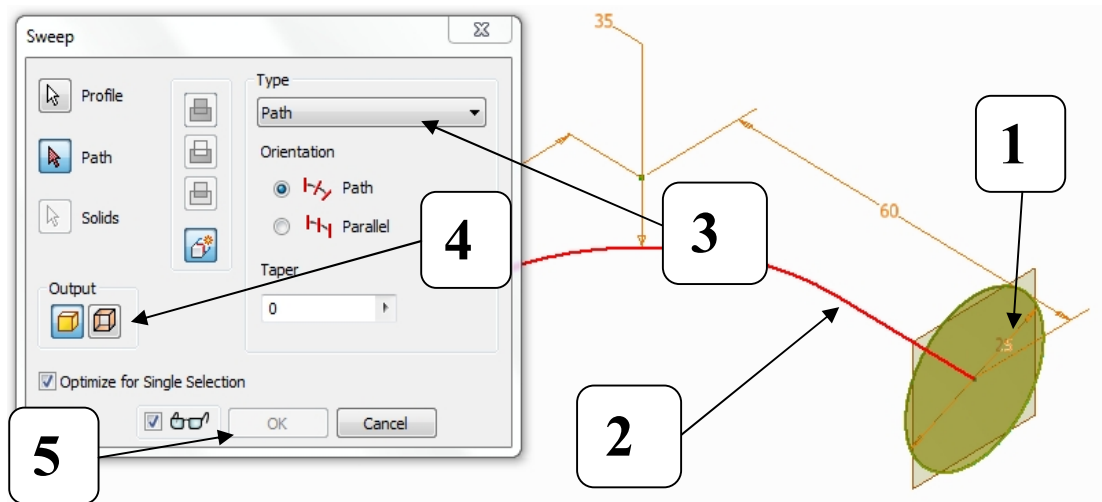 Sweep
Profile
Path
Solids
Type
Path
Orientation
Path
Parallel
Taper
0
Output
Optimize for Single Selection
OK
Cancel
35
60
25
1
2
3
4
5